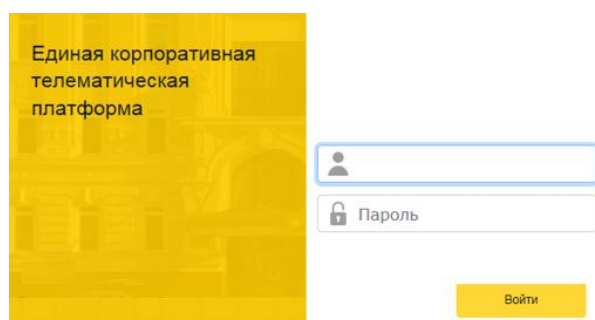 Единая корпоративная
телематическая
платформа
Пароль
Войти